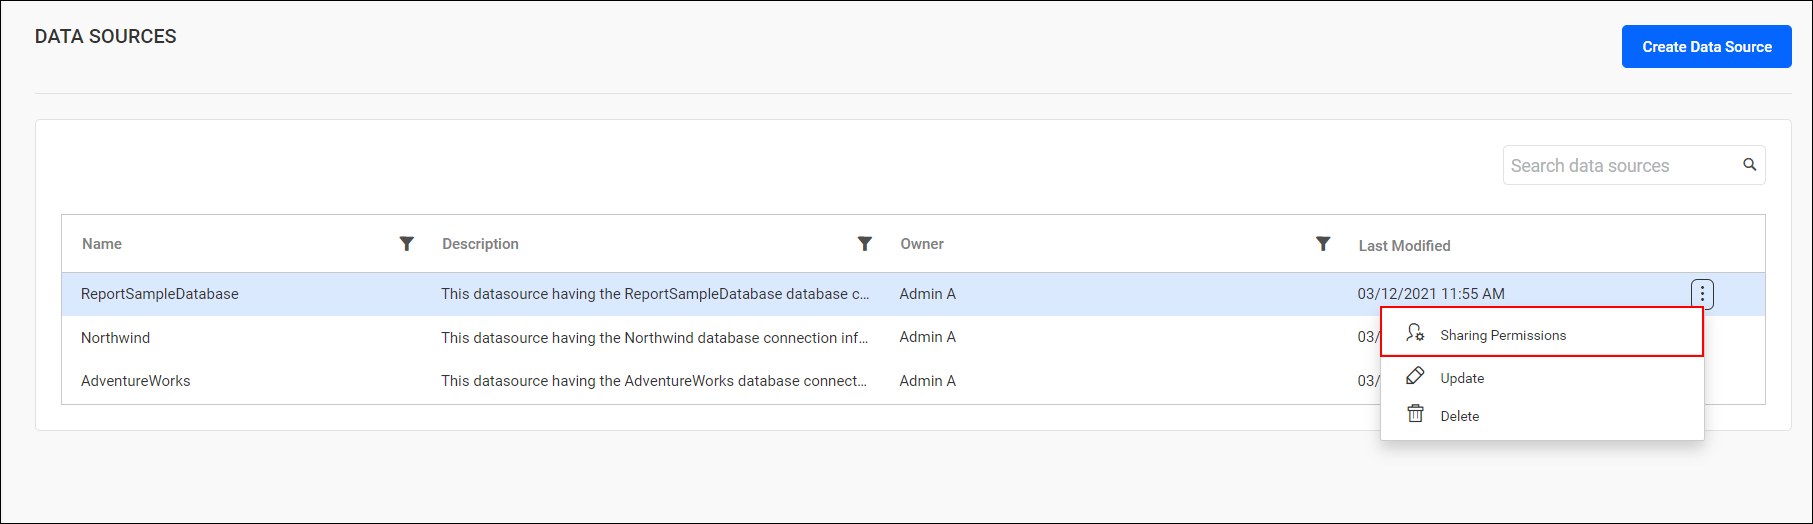 DATA SOURCES
Create Data Source
Search data sources
Name Description Owner Last Modified
ReportSampleDatabase This datasource having the ReportSampleDatabase database c... Admin A 03/12/2021 11:55 AM
Northwind This datasource having the Northwind database connection inf... Admin A 03/
Sharing Permissions
AdventureWorks This datasource having the AdventureWorks database connect... Admin A 03/
Update
Delete